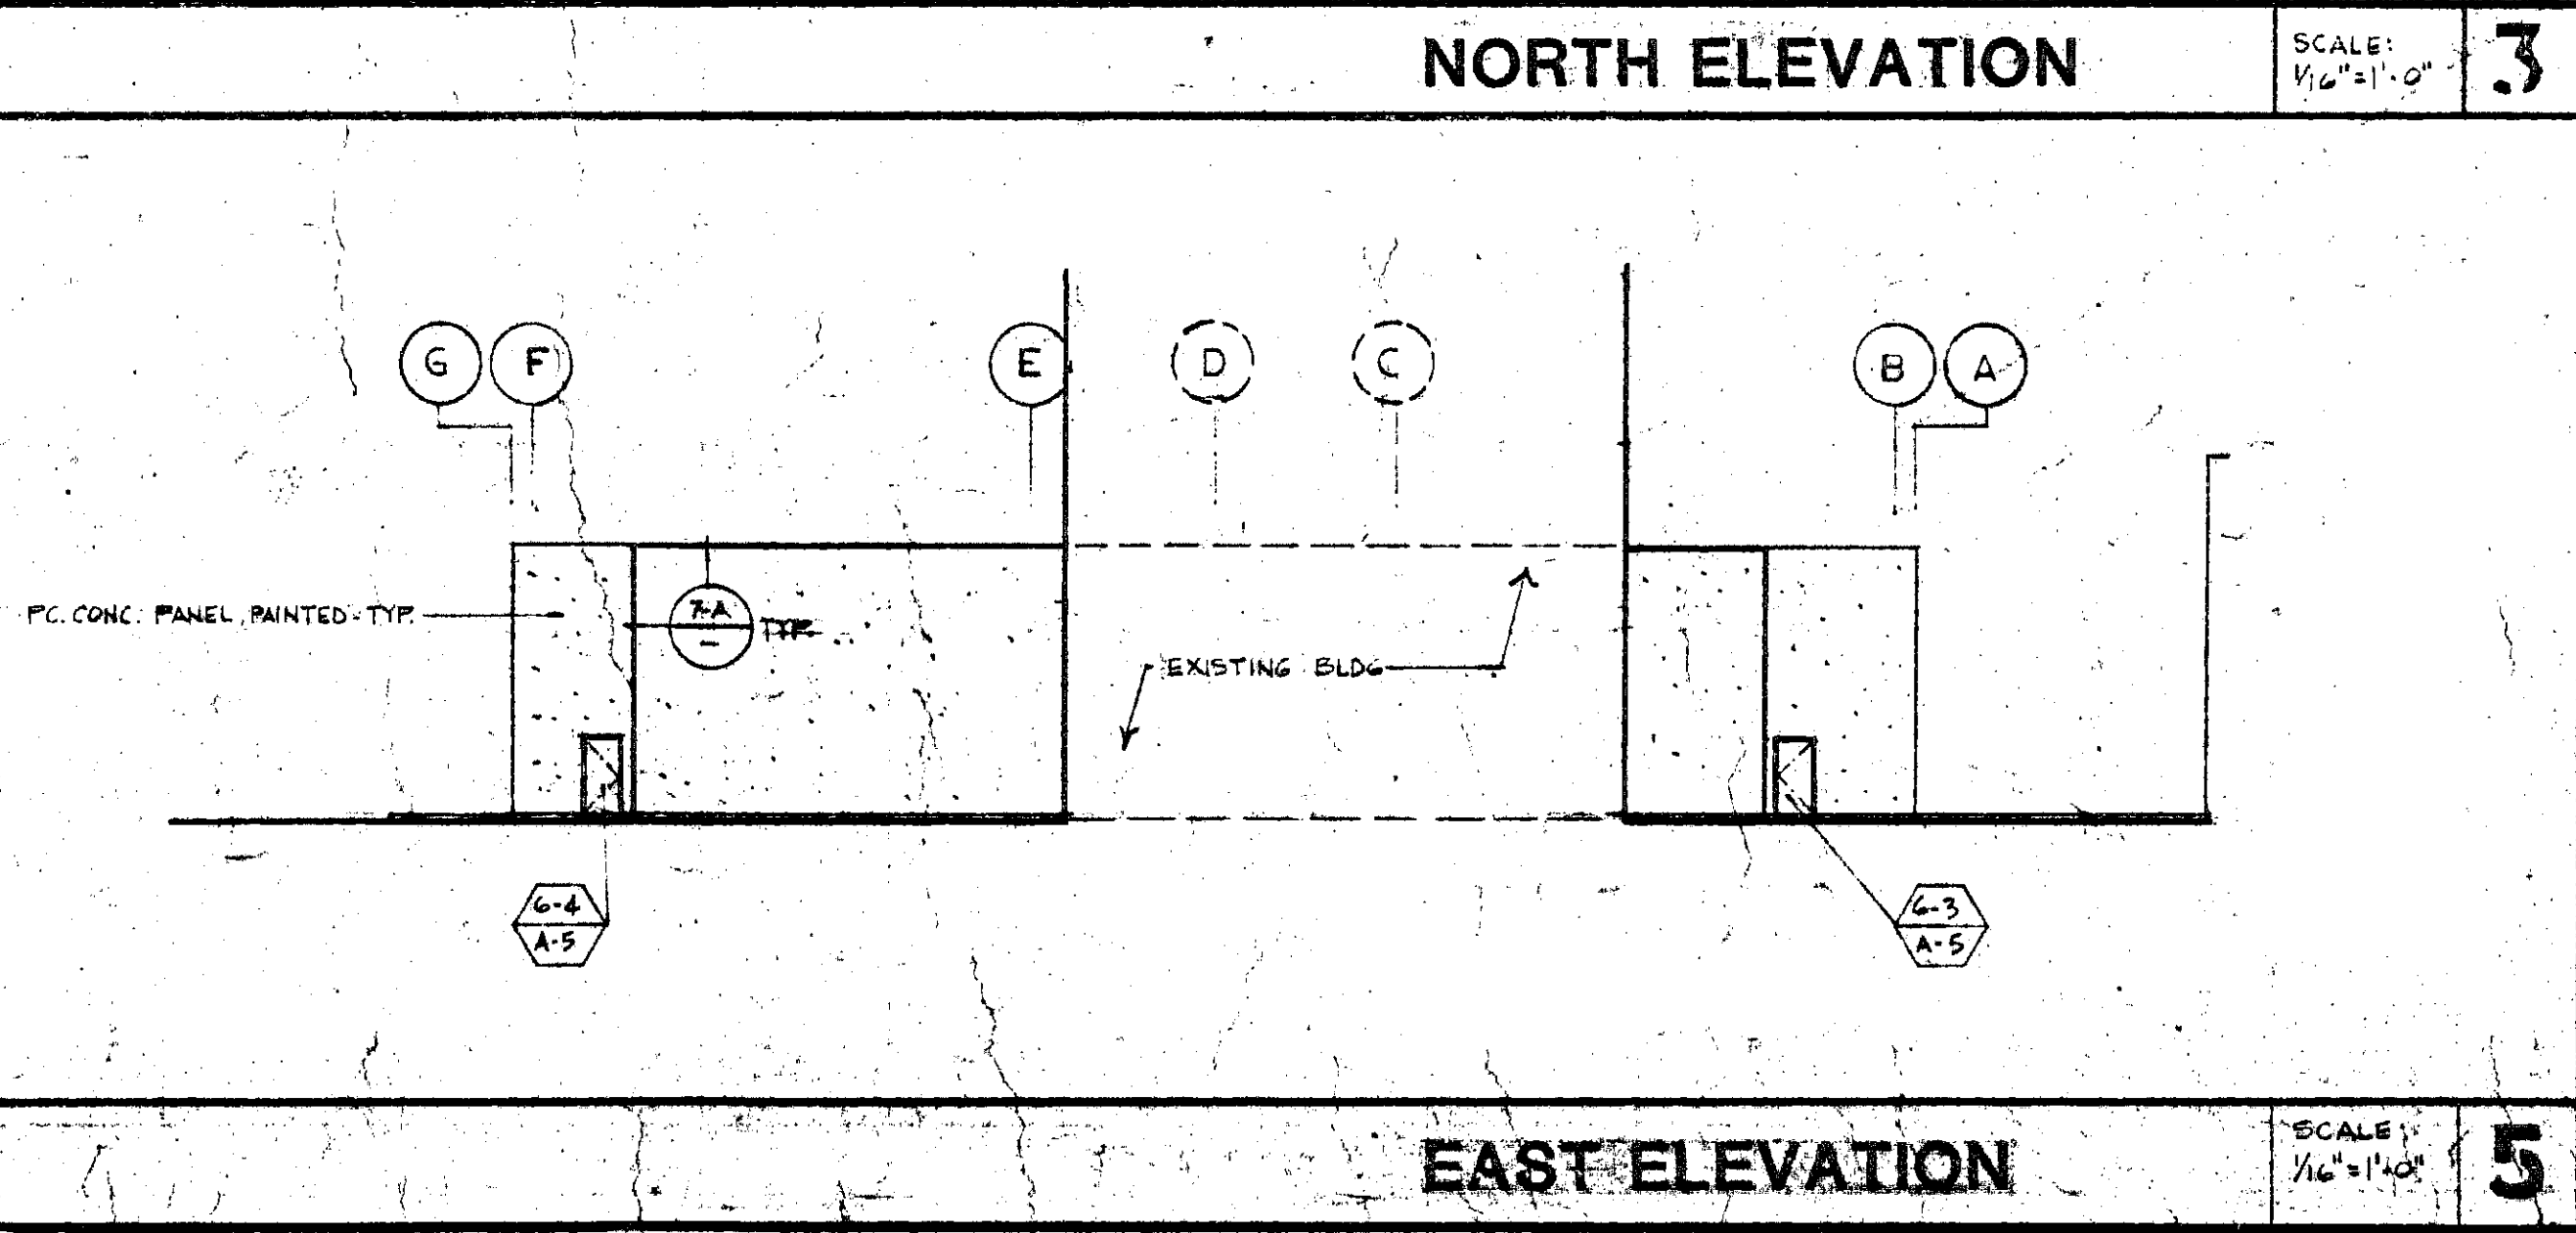 NORTH ELEVATION
SCALE:
1/16"=1'-0"
3
G F E D C B A
PC. CONC. PANEL, PAINTED-TYP.
7-A
-
TYP.
EXISTING BLDG
6-4
A-5
6-3
A-5
EAST ELEVATION
SCALE:
1/16"=1'-0"
5